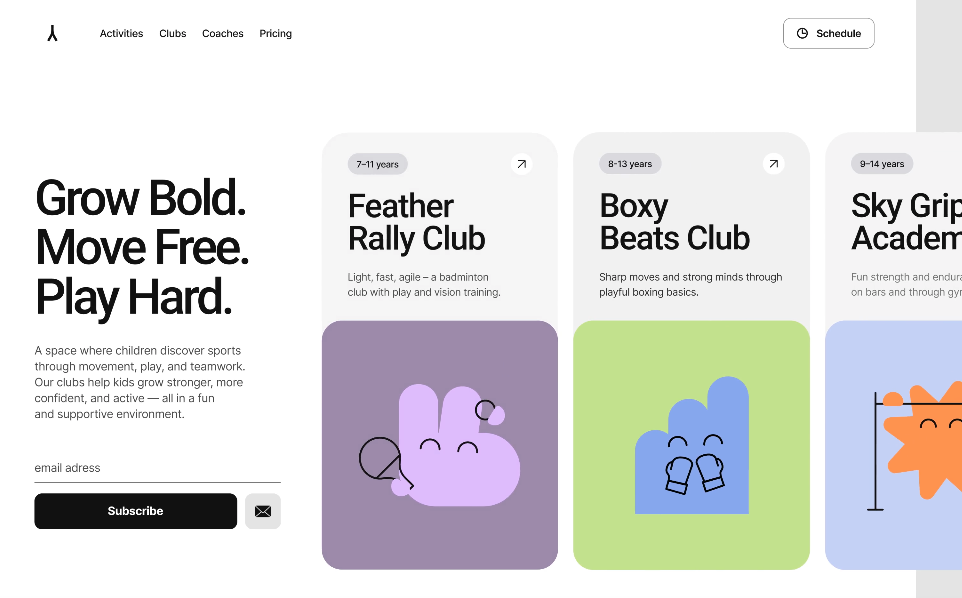 Activities Clubs Coaches Pricing
Schedule
Grow Bold.
Move Free.
Play Hard.
A space where children discover sports
through movement, play, and teamwork.
Our clubs help kids grow stronger, more
confident, and active — all in a fun
and supportive environment.
email adress
Subscribe
7–11 years
Feather
Rally Club
Light, fast, agile – a badminton
club with play and vision training.
8-13 years
Boxy
Beats Club
Sharp moves and strong minds through
playful boxing basics.
9–14 years
Sky Grip
Academ
Fun strength and endura
on bars and through gy